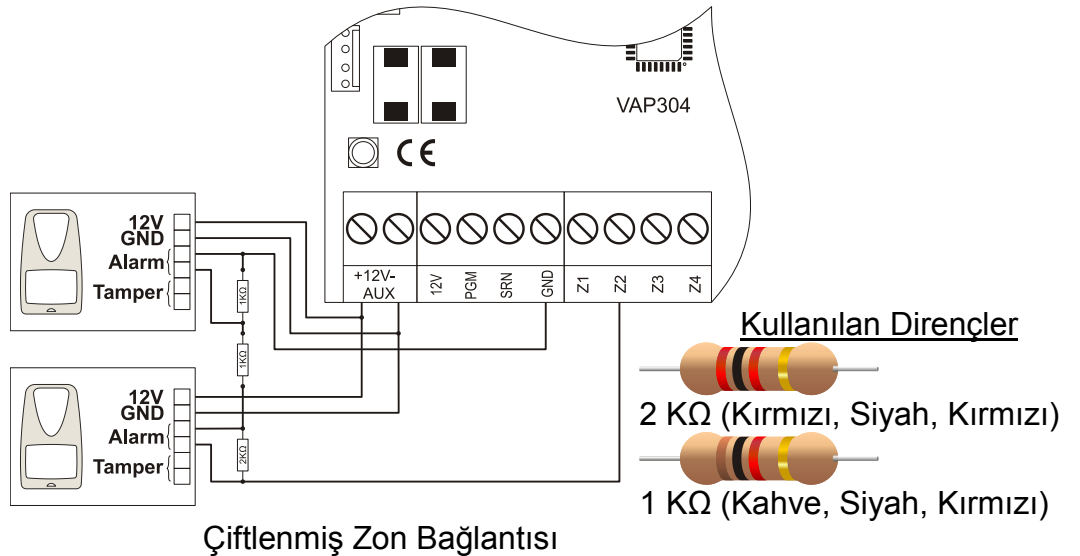 VAP304
CE
12V
GND
Alarm
Tamper
1KΩ
1KΩ
+12V-
AUX
12V
PGM
SRN
GND
Z1
Z2
Z3
Z4
12V
GND
Alarm
Tamper
2KΩ
Kullanılan Dirençler
2 KΩ (Kırmızı, Siyah, Kırmızı)
1 KΩ (Kahve, Siyah, Kırmızı)
Çiftlenmiş Zon Bağlantısı